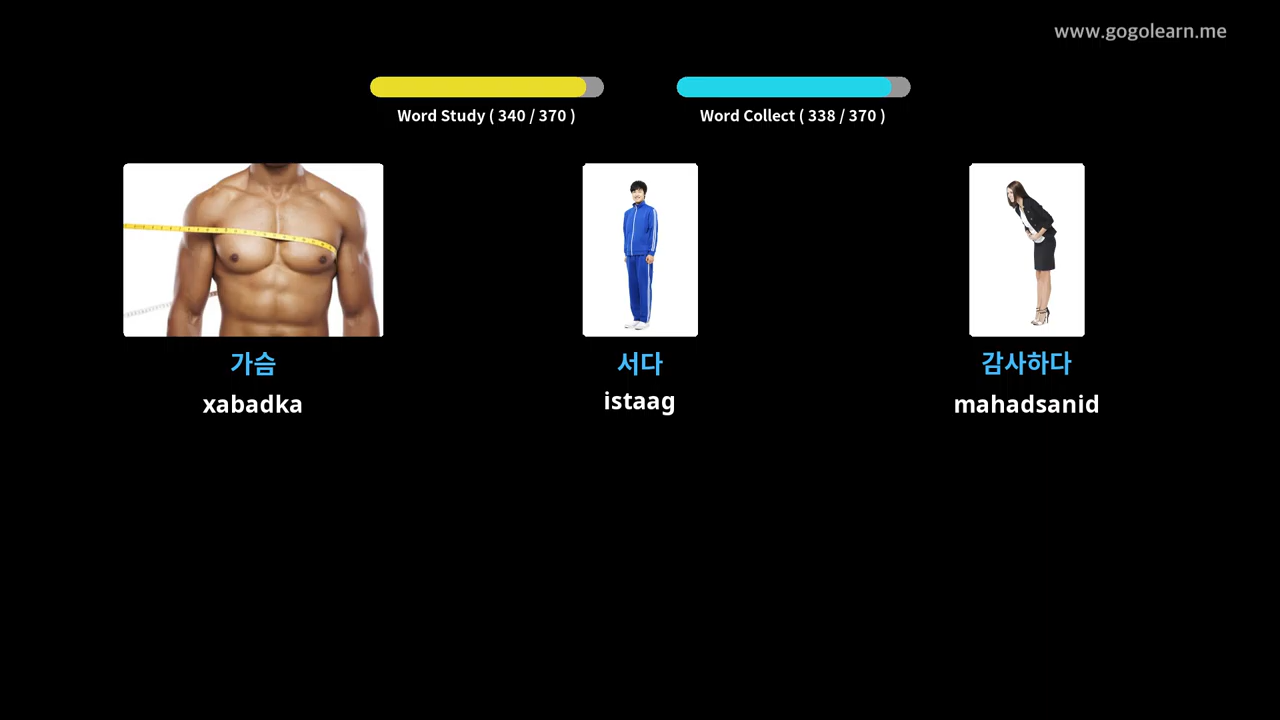 www.gogolearn.me
Word Study ( 340 / 370 )
Word Collect ( 338 / 370 )
가슴
서다
감사하다
xabadka
istaag
mahadsanid